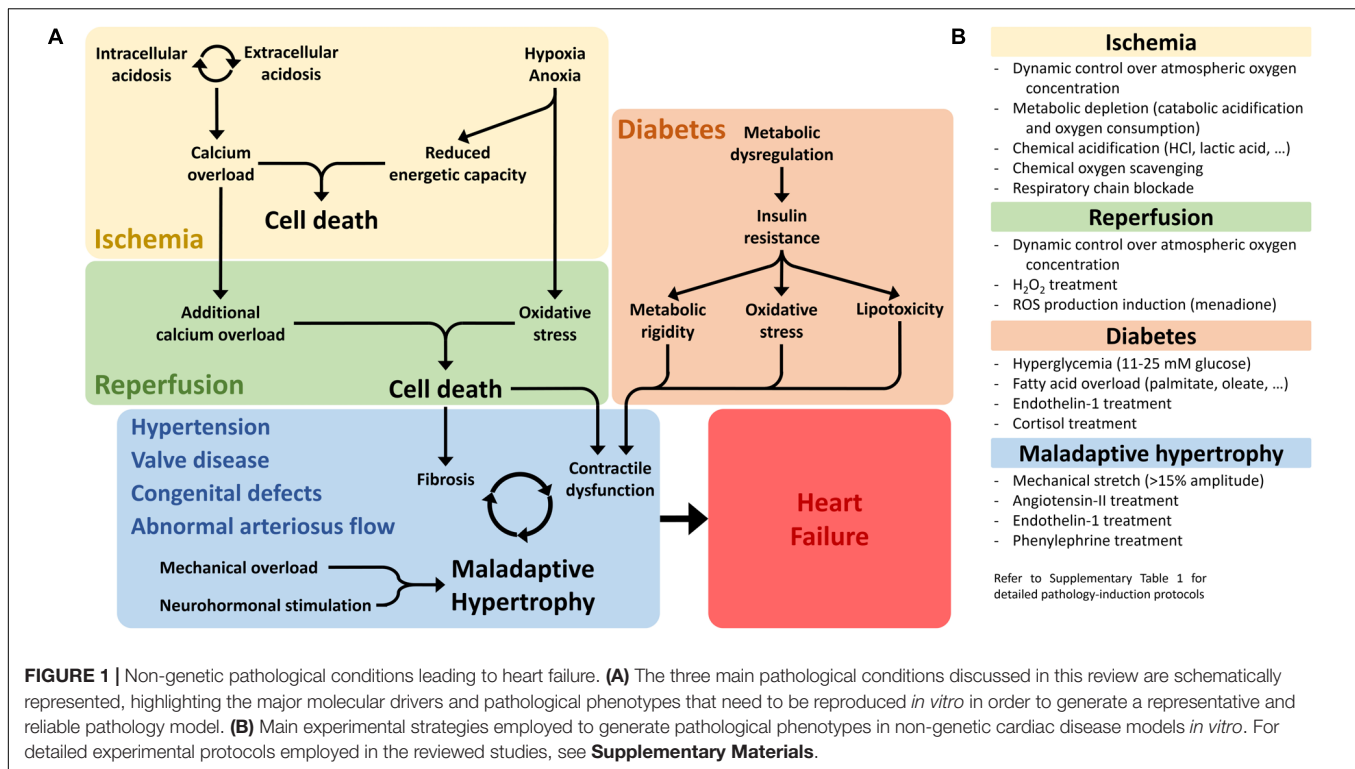 A
Intracellular
acidosis
Extracellular
acidosis
Hypoxia
Anoxia
Calcium
overload
Reduced
energetic capacity
Cell death
Ischemia
Diabetes
Metabolic
dysregulation
Insulin
resistance
Metabolic
rigidity
Oxidative
stress
Lipotoxicity
Additional
calcium overload
Oxidative
stress
Reperfusion
Cell death
Hypertension
Valve disease
Congenital defects
Abnormal arteriosus flow
Fibrosis
Contractile
dysfunction
Mechanical overload
Neurohormonal stimulation
Maladaptive
Hypertrophy
Heart
Failure
B
Ischemia
- Dynamic control over atmospheric oxygen
concentration
- Metabolic depletion (catabolic acidification
and oxygen consumption)
- Chemical acidification (HCl, lactic acid, …)
- Chemical oxygen scavenging
- Respiratory chain blockade
Reperfusion
- Dynamic control over atmospheric oxygen
concentration
- H₂O₂ treatment
- ROS production induction (menadione)
Diabetes
- Hyperglycemia (11-25 mM glucose)
- Fatty acid overload (palmitate, oleate, …)
- Endothelin-1 treatment
- Cortisol treatment
Maladaptive hypertrophy
- Mechanical stretch (>15% amplitude)
- Angiotensin-II treatment
- Endothelin-1 treatment
- Phenylephrine treatment
Refer to Supplementary Table 1 for
detailed pathology-induction protocols
FIGURE 1 | Non-genetic pathological conditions leading to heart failure. (A) The three main pathological conditions discussed in this review are schematically
represented, highlighting the major molecular drivers and pathological phenotypes that need to be reproduced in vitro in order to generate a representative and
reliable pathology model. (B) Main experimental strategies employed to generate pathological phenotypes in non-genetic cardiac disease models in vitro. For
detailed experimental protocols employed in the reviewed studies, see Supplementary Materials.